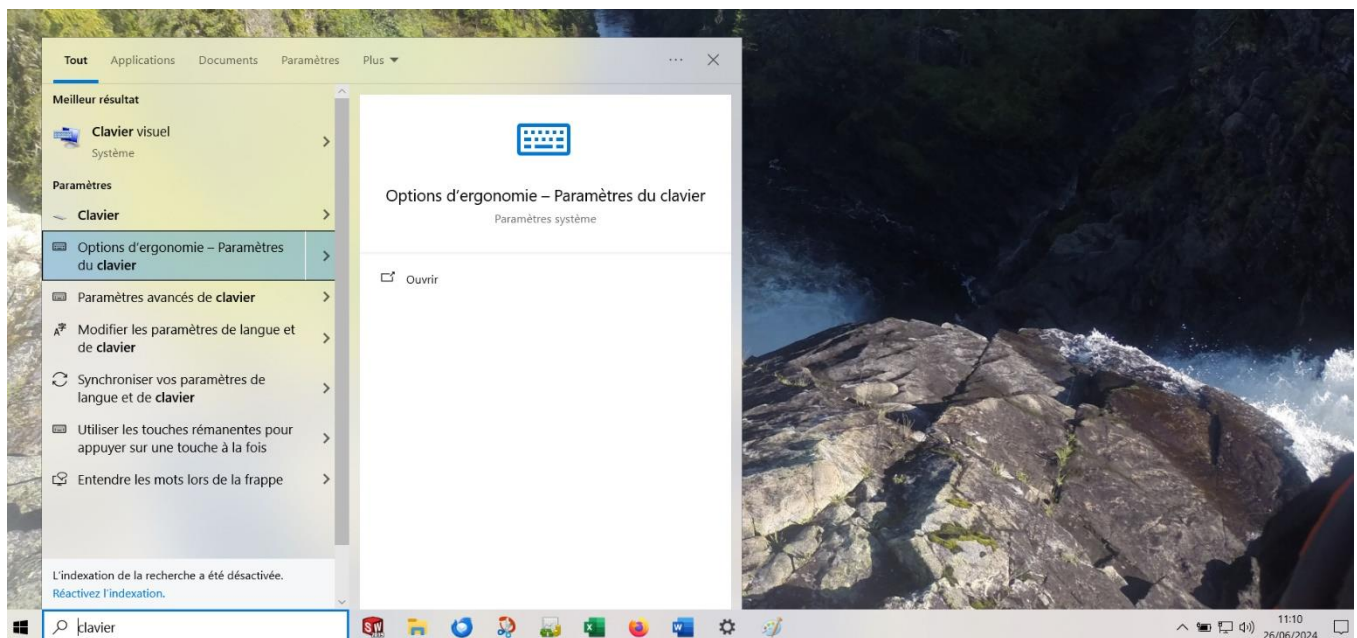 Tout Applications Documents Paramètres Plus
Meilleur résultat
Clavier visuel
Système
Paramètres
Clavier
Options d'ergonomie – Paramètres
du clavier
Paramètres avancés de clavier
Modifier les paramètres de langue et
de clavier
Synchroniser vos paramètres de
langue et de clavier
Utiliser les touches rémanentes pour
appuyer sur une touche à la fois
Entendre les mots lors de la frappe
L'indexation de la recherche a été désactivée.
Réactivez l'indexation.
Options d'ergonomie – Paramètres du clavier
Paramètres système
Ouvrir
clavier
SW
11:10
26/06/2024